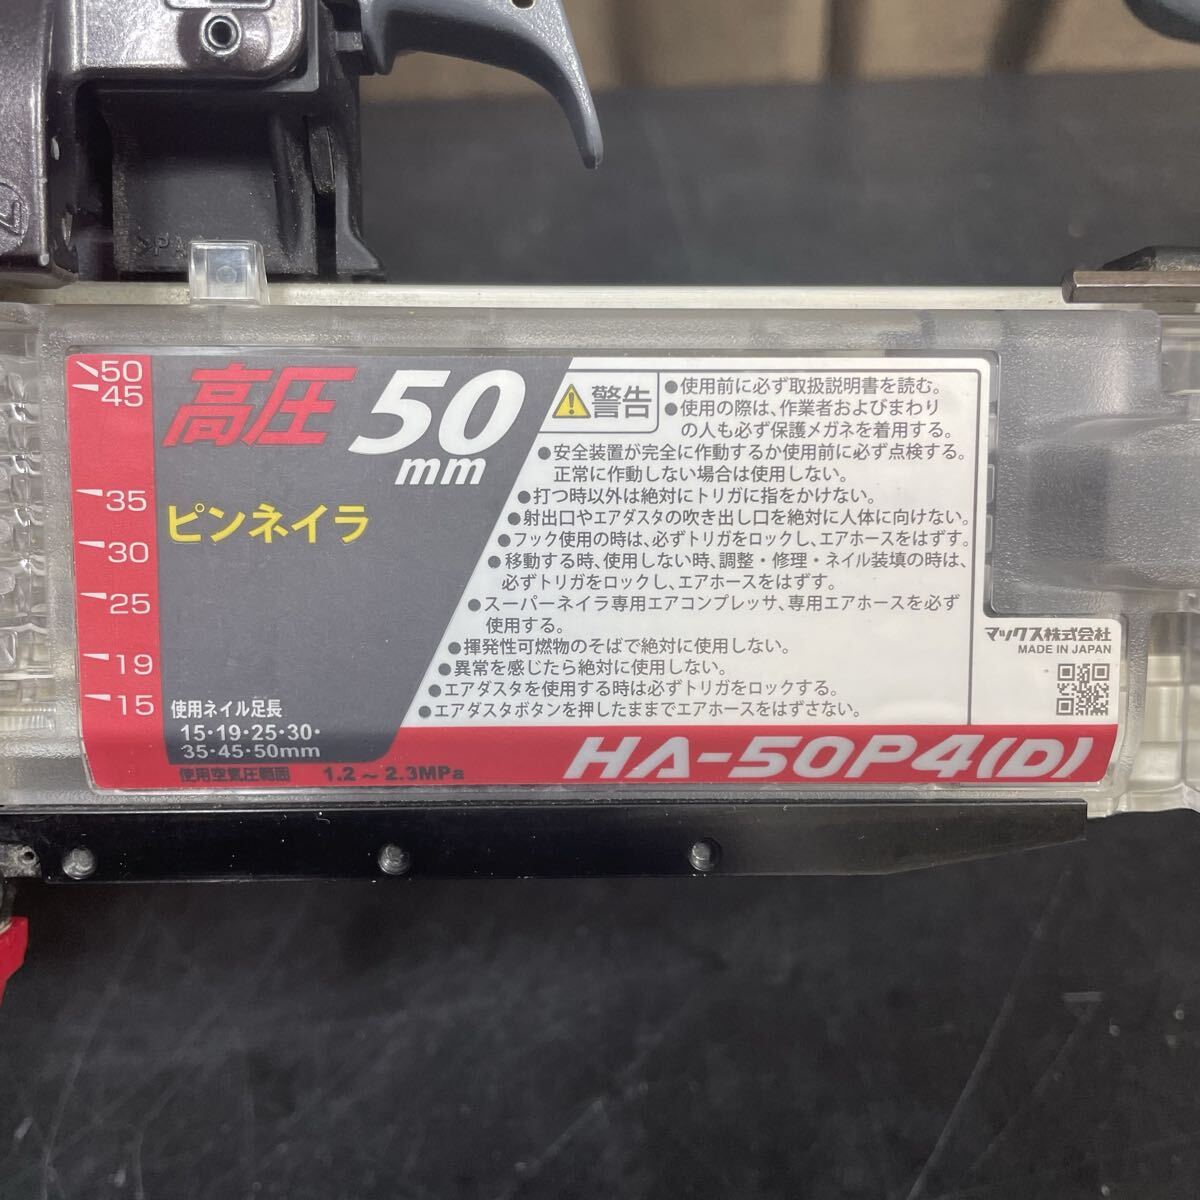 50
45
35
30
25
19
15
高圧 50
mm
ピンネイラ
使用ネイル足長
15・19・25・30・
35・45・50mm
使用空気圧範囲 1.2～2.3MPa
警告
●使用前に必ず取扱説明書を読む。
●使用の際は、作業者およびまわり
の人も必ず保護メガネを着用する。
●安全装置が完全に作動するか使用前に必ず点検する。
正常に作動しない場合は使用しない。
●打つ時以外は絶対にトリガに指をかけない。
●射出口やエアダスタの吹き出し口を絶対に人体に向けない。
●フック使用の時は、必ずトリガをロックし、エアホースをはずす。
●移動する時、使用しない時、調整・修理・ネイル装填の時は、
必ずトリガをロックし、エアホースをはずす。
●スーパーネイラ専用エアコンプレッサ、専用エアホースを必ず
使用する。
●揮発性可燃物のそばで絶対に使用しない。
●異常を感じたら絶対に使用しない。
●エアダスタを使用する時は必ずトリガをロックする。
●エアダスタボタンを押したままでエアホースをはずさない。
マックス株式会社
MADE IN JAPAN
HA-50P4(D)